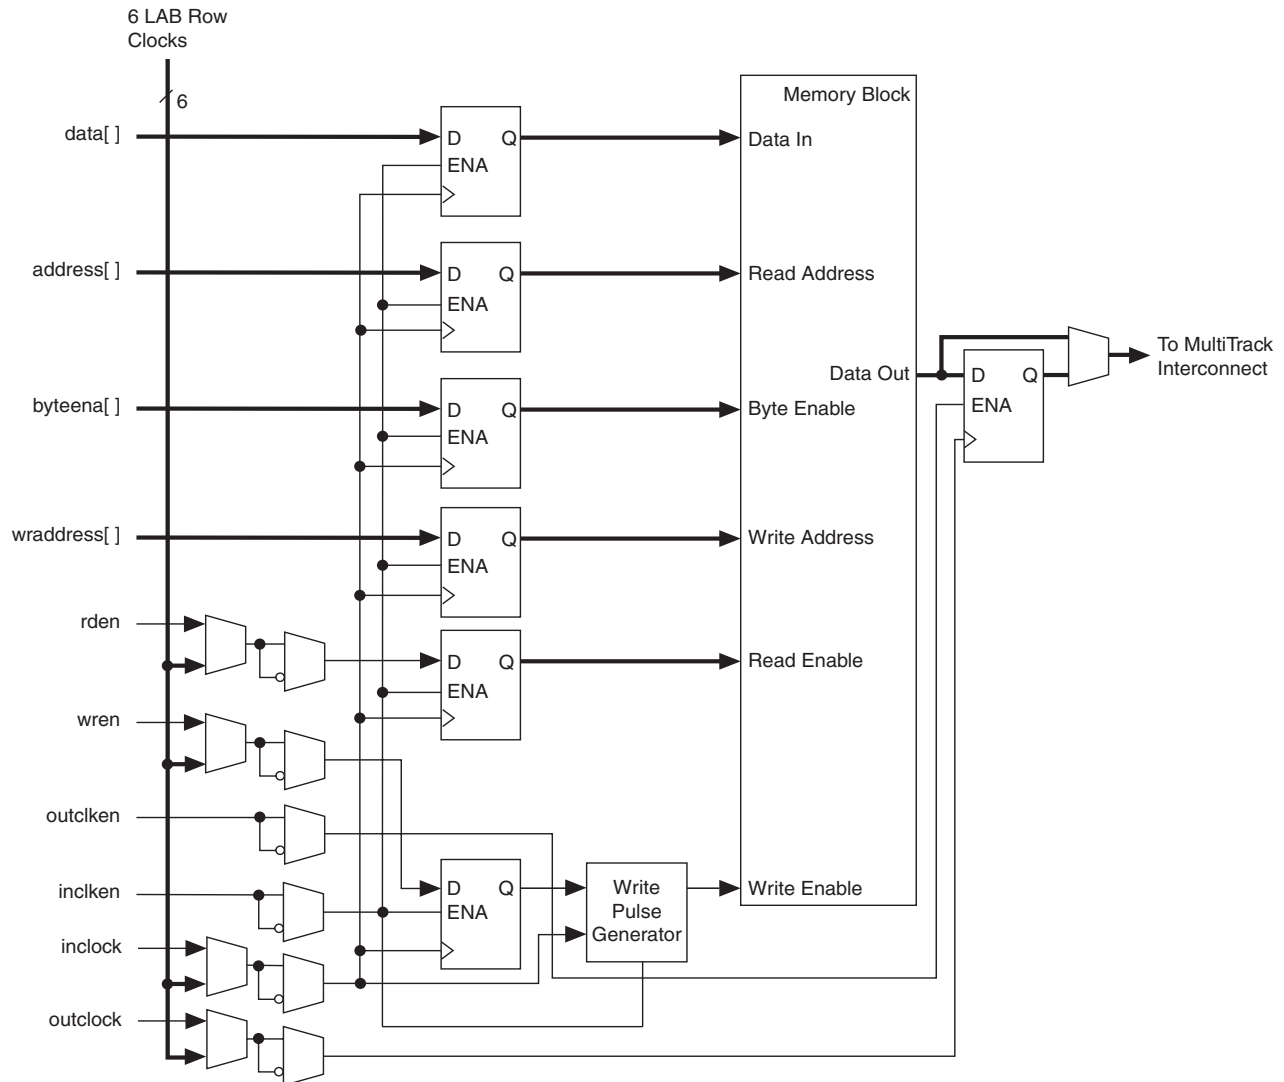 6 LAB Row
Clocks
6
Memory Block
data[ ]
D Q
Data In
ENA
address[ ]
D Q
Read Address
ENA
To MultiTrack
Interconnect
Data Out
D Q
ENA
byteena[ ]
D Q
Byte Enable
ENA
wraddress[ ]
D Q
Write Address
ENA
rden
D Q
Read Enable
ENA
wren
outclken
inclken
D Q
ENA
Write
Pulse
Generator
Write Enable
inclock
outclock